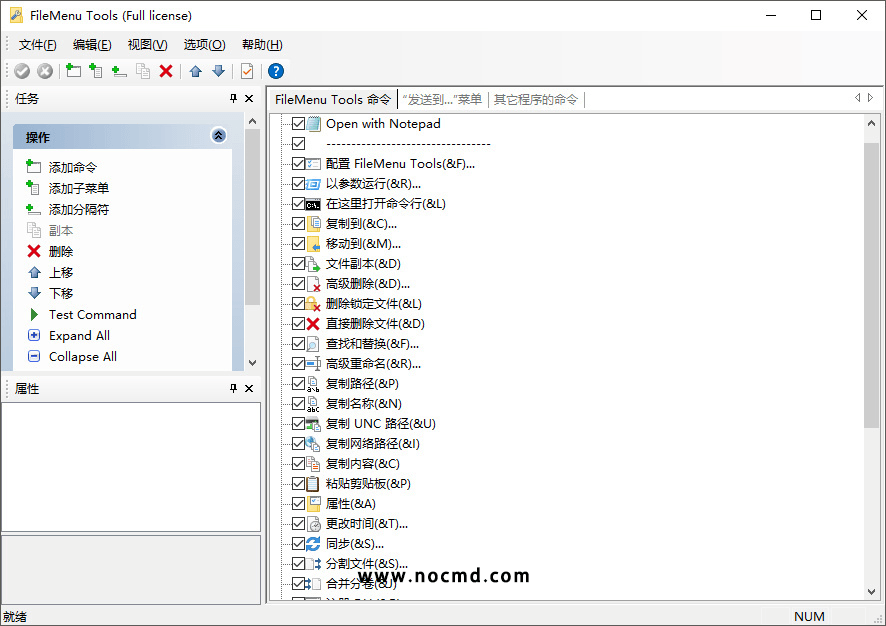 FileMenu Tools (Full license)
文件(F) 编辑(E) 视图(V) 选项(O) 帮助(H)
任务
操作
添加命令
添加子菜单
添加分隔符
副本
删除
上移
下移
Test Command
Expand All
Collapse All
属性
FileMenu Tools 命令 "发送到..."菜单 其它程序的命令
Open with Notepad
---------------------------------
配置 FileMenu Tools(&F)...
以参数运行(&R)...
在这里打开命令行(&L)
复制到(&C)...
移动到(&M)...
文件副本(&D)
高级删除(&D)...
删除锁定文件(&L)
直接删除文件(&D)
查找和替换(&F)...
高级重命名(&R)...
复制路径(&P)
复制名称(&N)
复制 UNC 路径(&U)
复制网络路径(&I)
复制内容(&C)
粘贴剪贴板(&P)
属性(&A)
更改时间(&T)...
同步(&S)...
分割文件(&S)...
合并分卷(&J)
www.nocmd.com
就绪
NUM